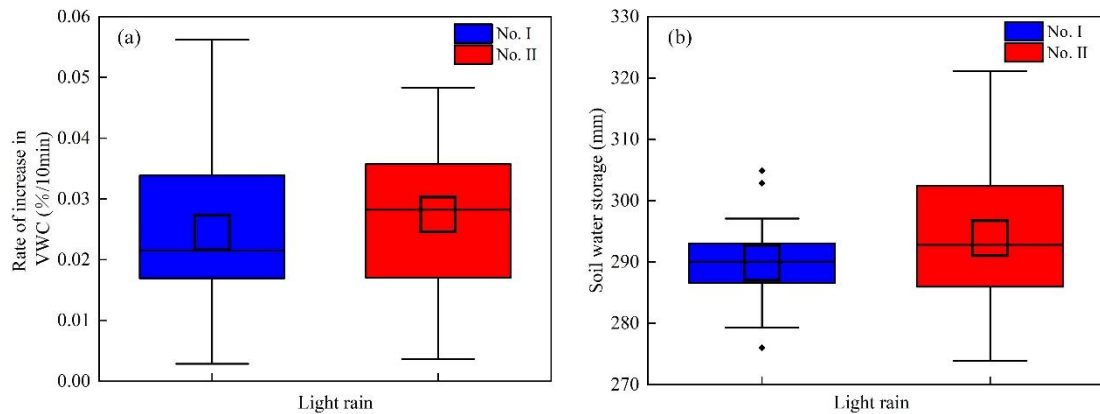 (a)
No. I
No. II
0.06
0.05
0.04
0.03
0.02
0.01
0.00
Rate of increase in
VWC (%/10min)
Light rain
(b)
No. I
No. II
330
320
310
300
290
280
270
Soil water storage (mm)
Light rain